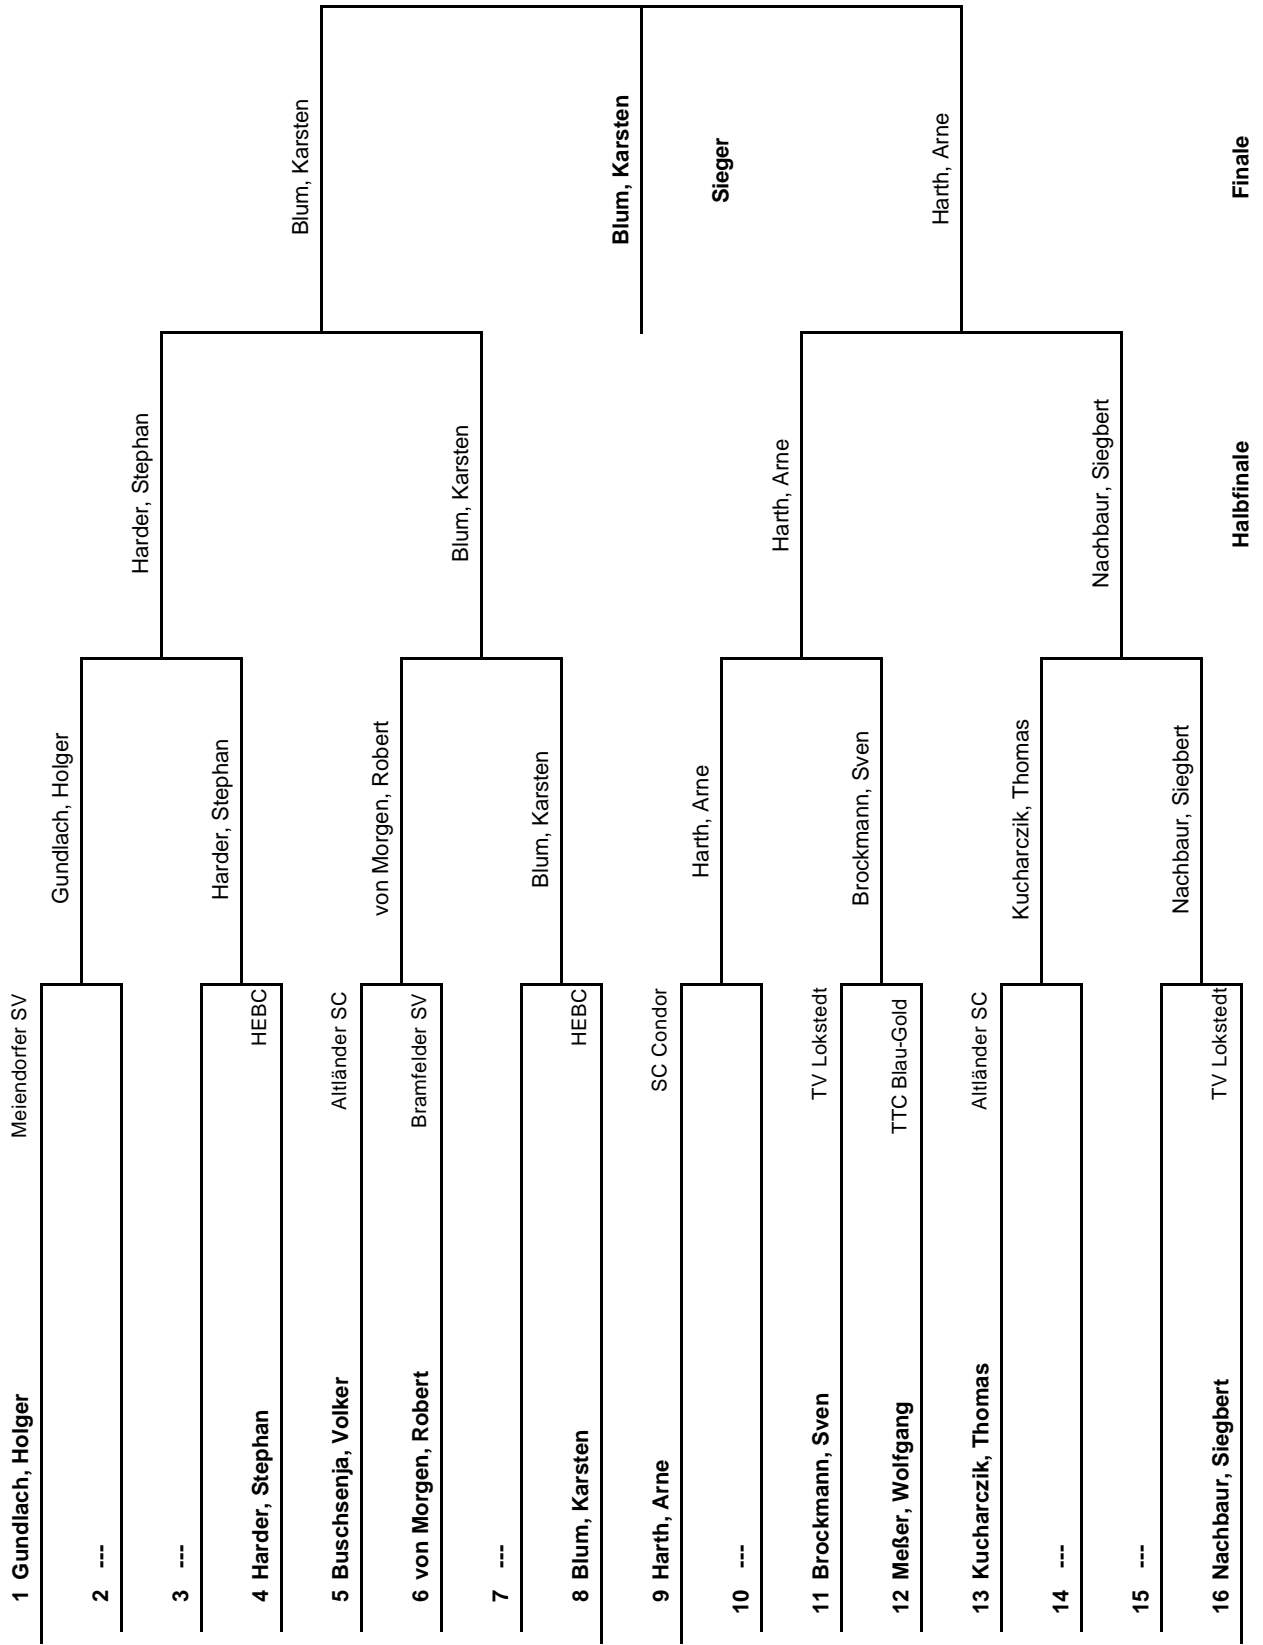 1 Gundlach, Holger Meiendorfer SV
2 ---
3 ---
4 Harder, Stephan HEBC
5 Buschsenja, Volker Altländer SC
6 von Morgen, Robert Bramfelder SV
7 ---
8 Blum, Karsten HEBC
9 Harth, Arne SC Condor
10 ---
11 Brockmann, Sven TV Lokstedt
12 Meßer, Wolfgang TTC Blau-Gold
13 Kucharczik, Thomas Altländer SC
14 ---
15 ---
16 Nachbaur, Siegbert TV Lokstedt
Gundlach, Holger
Harder, Stephan
von Morgen, Robert
Blum, Karsten
Harth, Arne
Brockmann, Sven
Kucharczik, Thomas
Nachbaur, Siegbert
Harder, Stephan
Blum, Karsten
Harth, Arne
Nachbaur, Siegbert
Halbfinale
Blum, Karsten
Blum, Karsten
Sieger
Harth, Arne
Finale